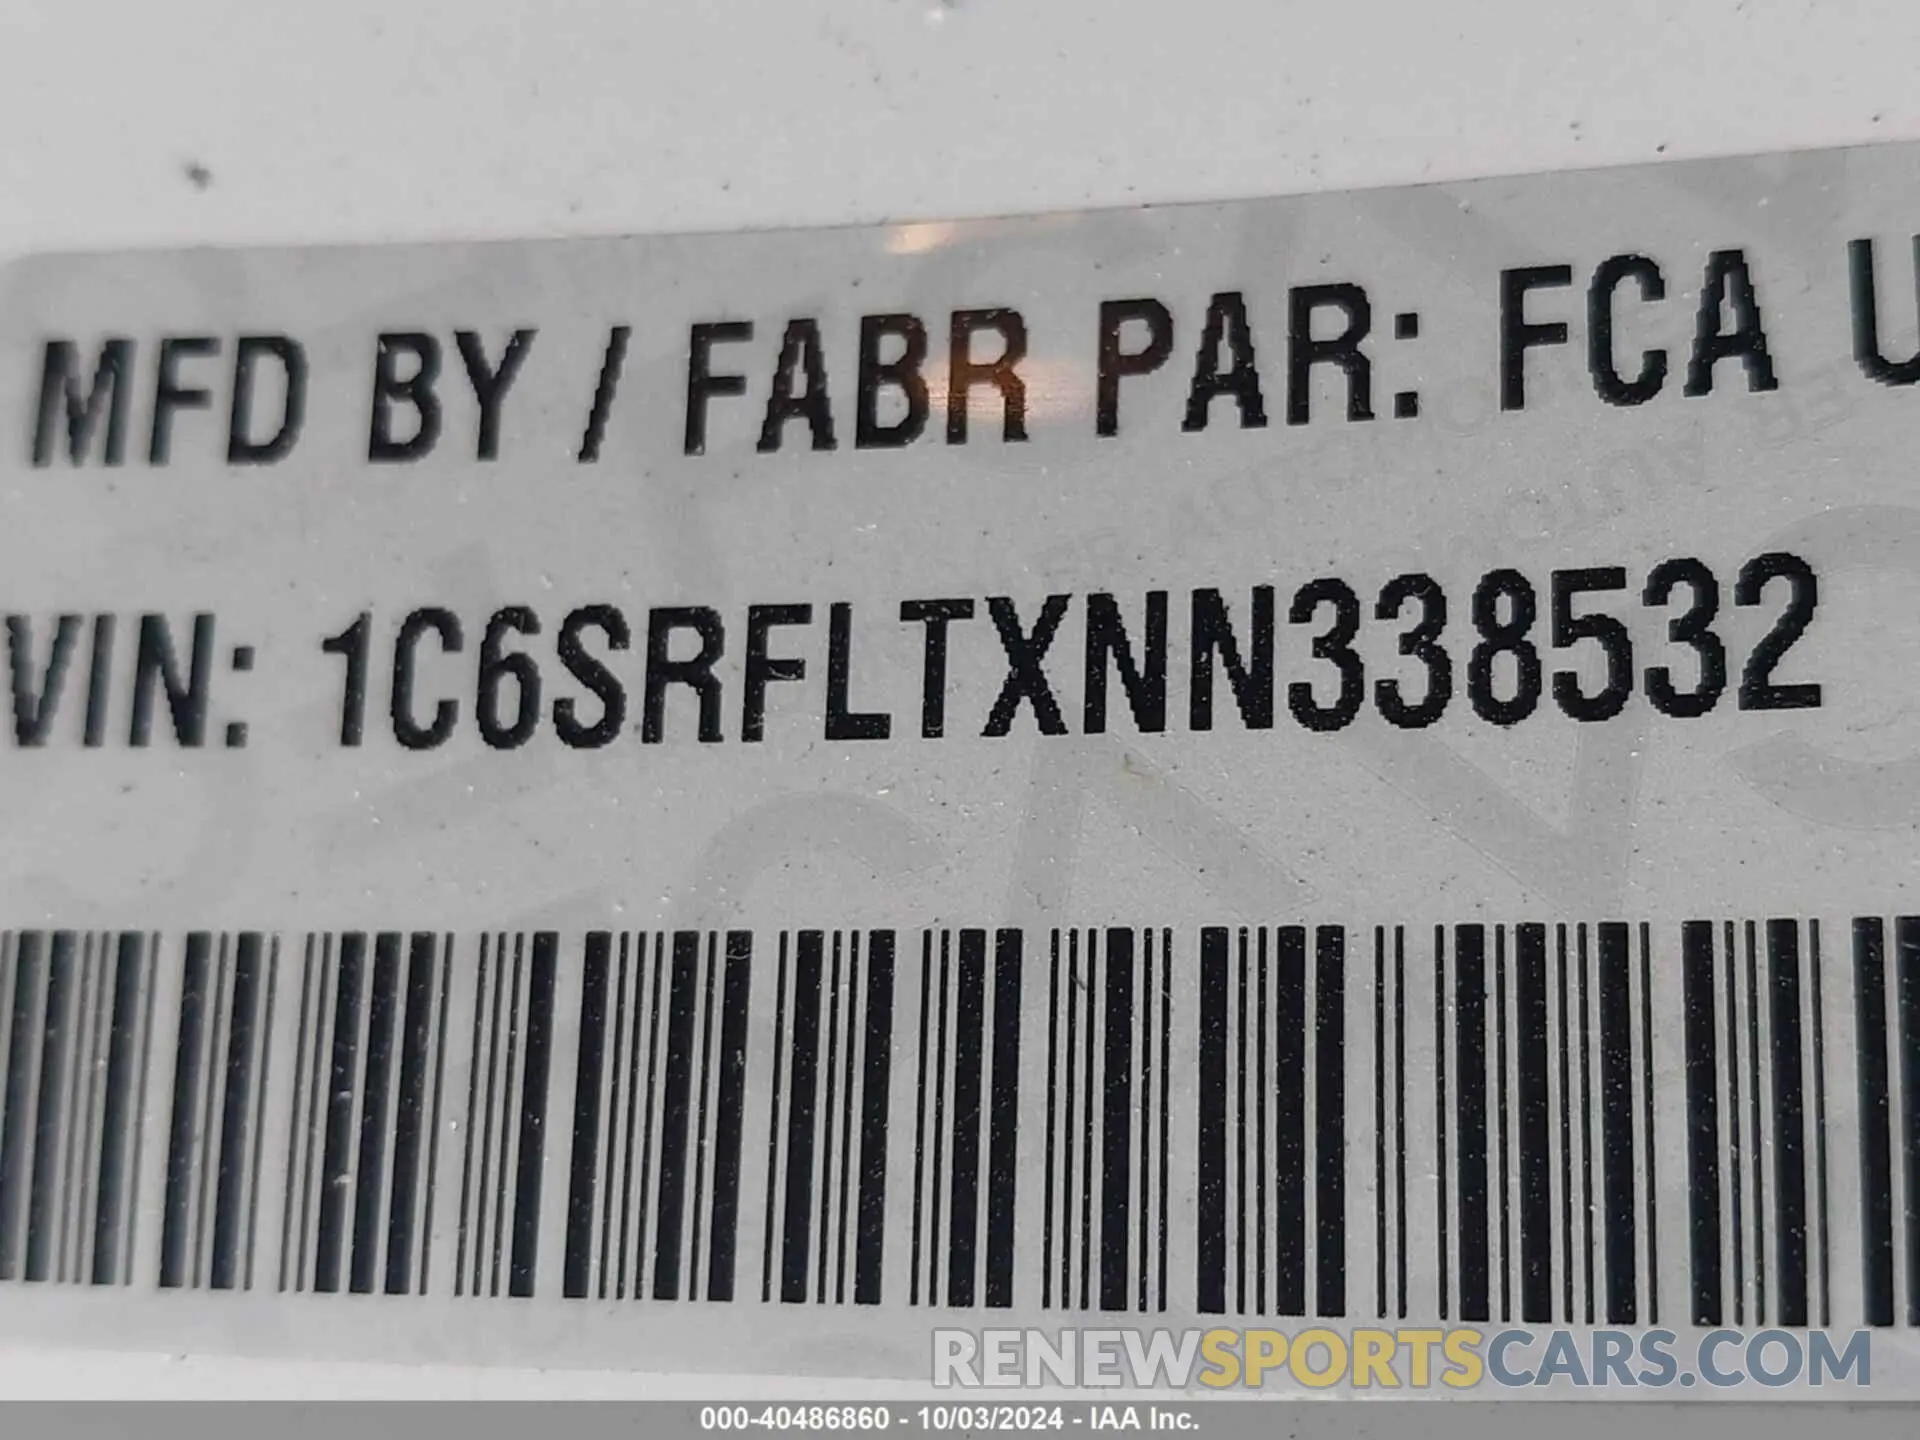 MFD BY / FABR PAR: FCA U
VIN: 1C6SRFLTXNN338532
RENEWSPORTSCARS.COM
000-40486860 - 10/03/2024 - IAA Inc.